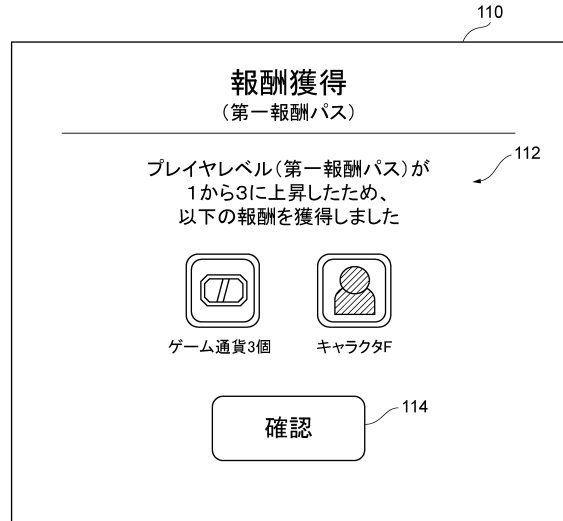 110
報酬獲得
(第一報酬パス)
112
プレイヤレベル(第一報酬パス)が
1から3に上昇したため、
以下の報酬を獲得しました
ゲーム通貨3個
キャラクタF
114
確認